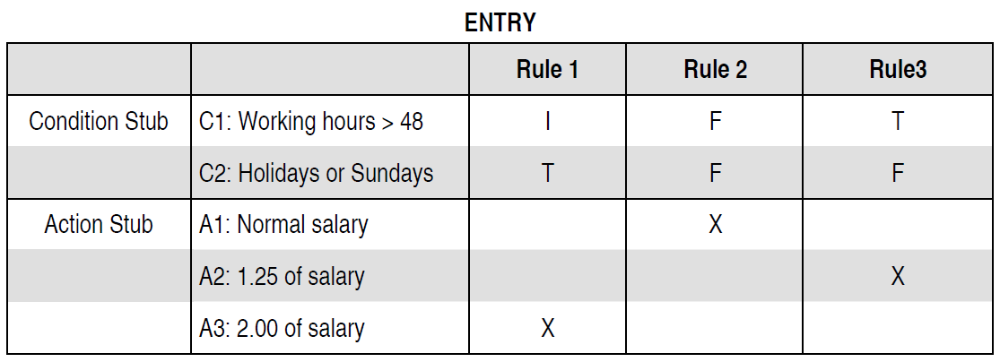 ENTRY
Rule 1 Rule 2 Rule3
Condition Stub C1: Working hours > 48 I F T
C2: Holidays or Sundays T F F
Action Stub A1: Normal salary X
A2: 1.25 of salary X
A3: 2.00 of salary X